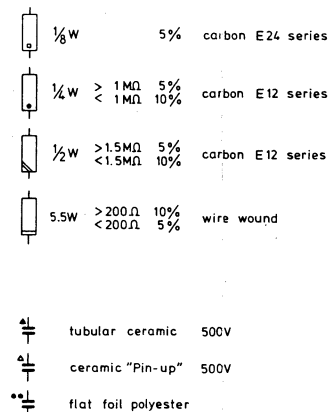 ⅛W 5% carbon E24 series
¼W > 1MΩ 5%
< 1MΩ 10% carbon E12 series
½W >1.5MΩ 5%
<1.5MΩ 10% carbon E12 series
5.5W >200Ω 10%
<200Ω 5% wire wound
tubular ceramic 500V
ceramic "Pin-up" 500V
flat foil polyester